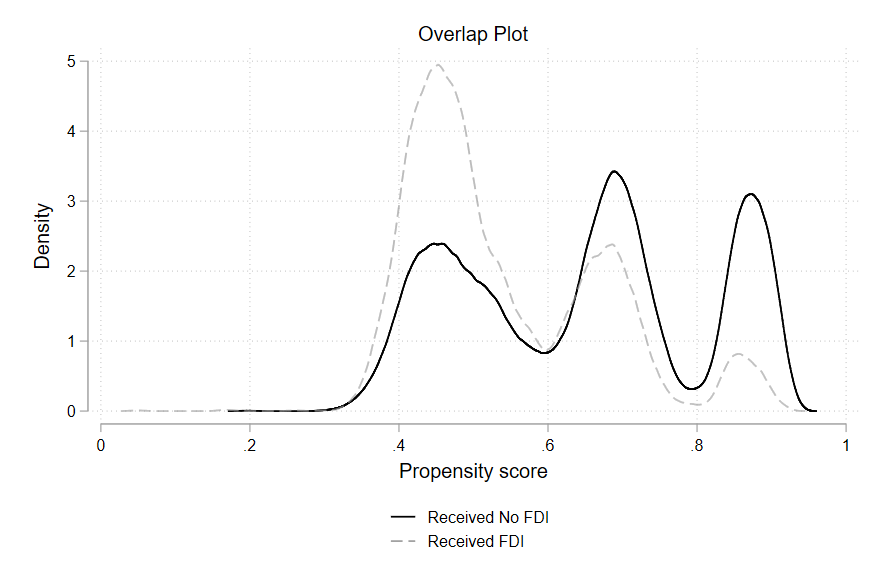 Overlap Plot
5
4
3
2
1
0
Density
0 .2 .4 .6 .8 1
Propensity score
Received No FDI
Received FDI